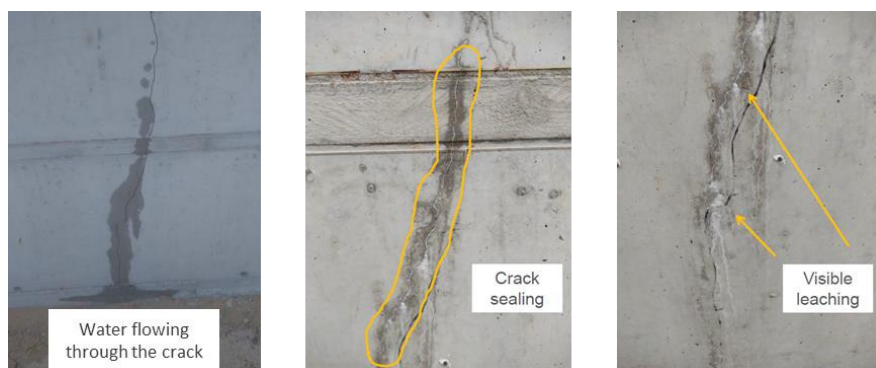 Water flowing
through the crack
Crack
sealing
Visible
leaching